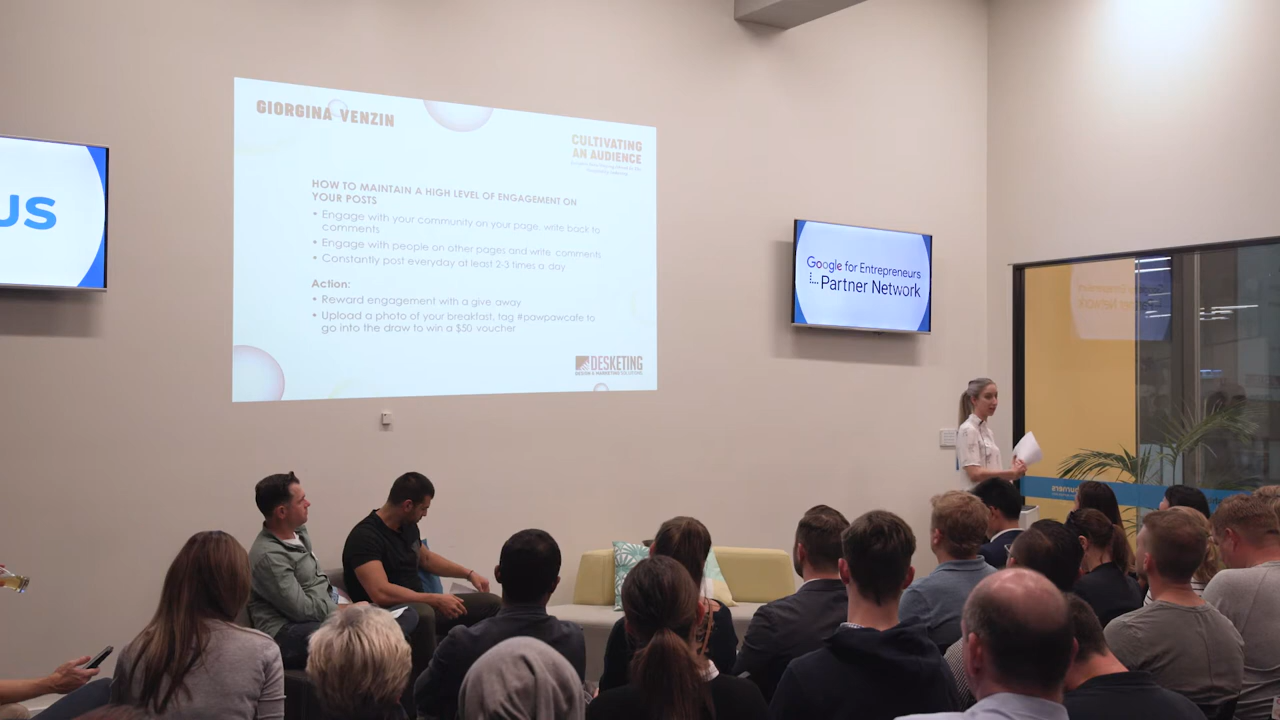 US
GIORGINA VENZIN
CULTIVATING
AN AUDIENCE
HOW TO MAINTAIN A HIGH LEVEL OF ENGAGEMENT ON
YOUR POSTS
• Engage with your community on your page, write back to
comments
• Engage with people on other pages and write comments
• Constantly post everyday at least 2-3 times a day
Action:
• Reward engagement with a give away
• Upload a photo of your breakfast, tag #pawpawcafe to
go into the draw to win a $50 voucher
DESKETING
DESIGN & MARKETING SOLUTIONS
Google for Entrepreneurs
Partner Network